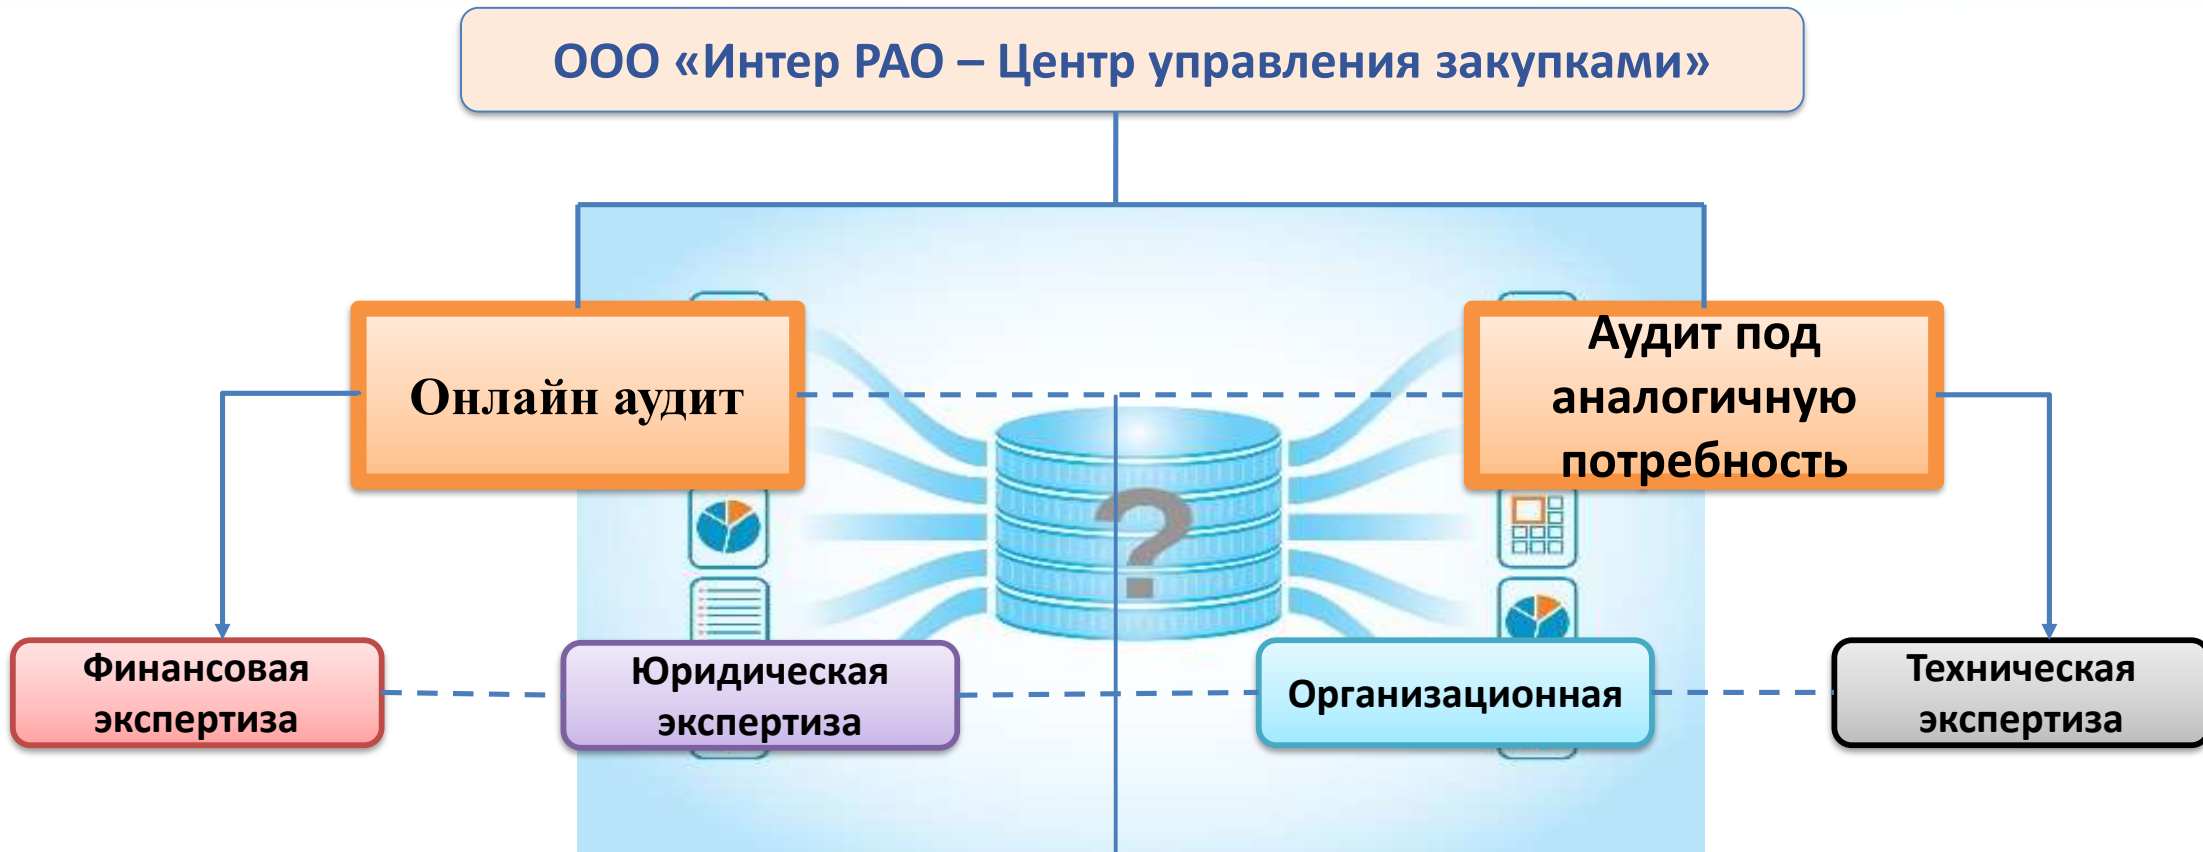 ООО «Интер РАО – Центр управления закупками»
Онлайн аудит
Аудит под
аналогичную
потребность
?
Финансовая
экспертиза
Юридическая
экспертиза
Организационная
Техническая
экспертиза